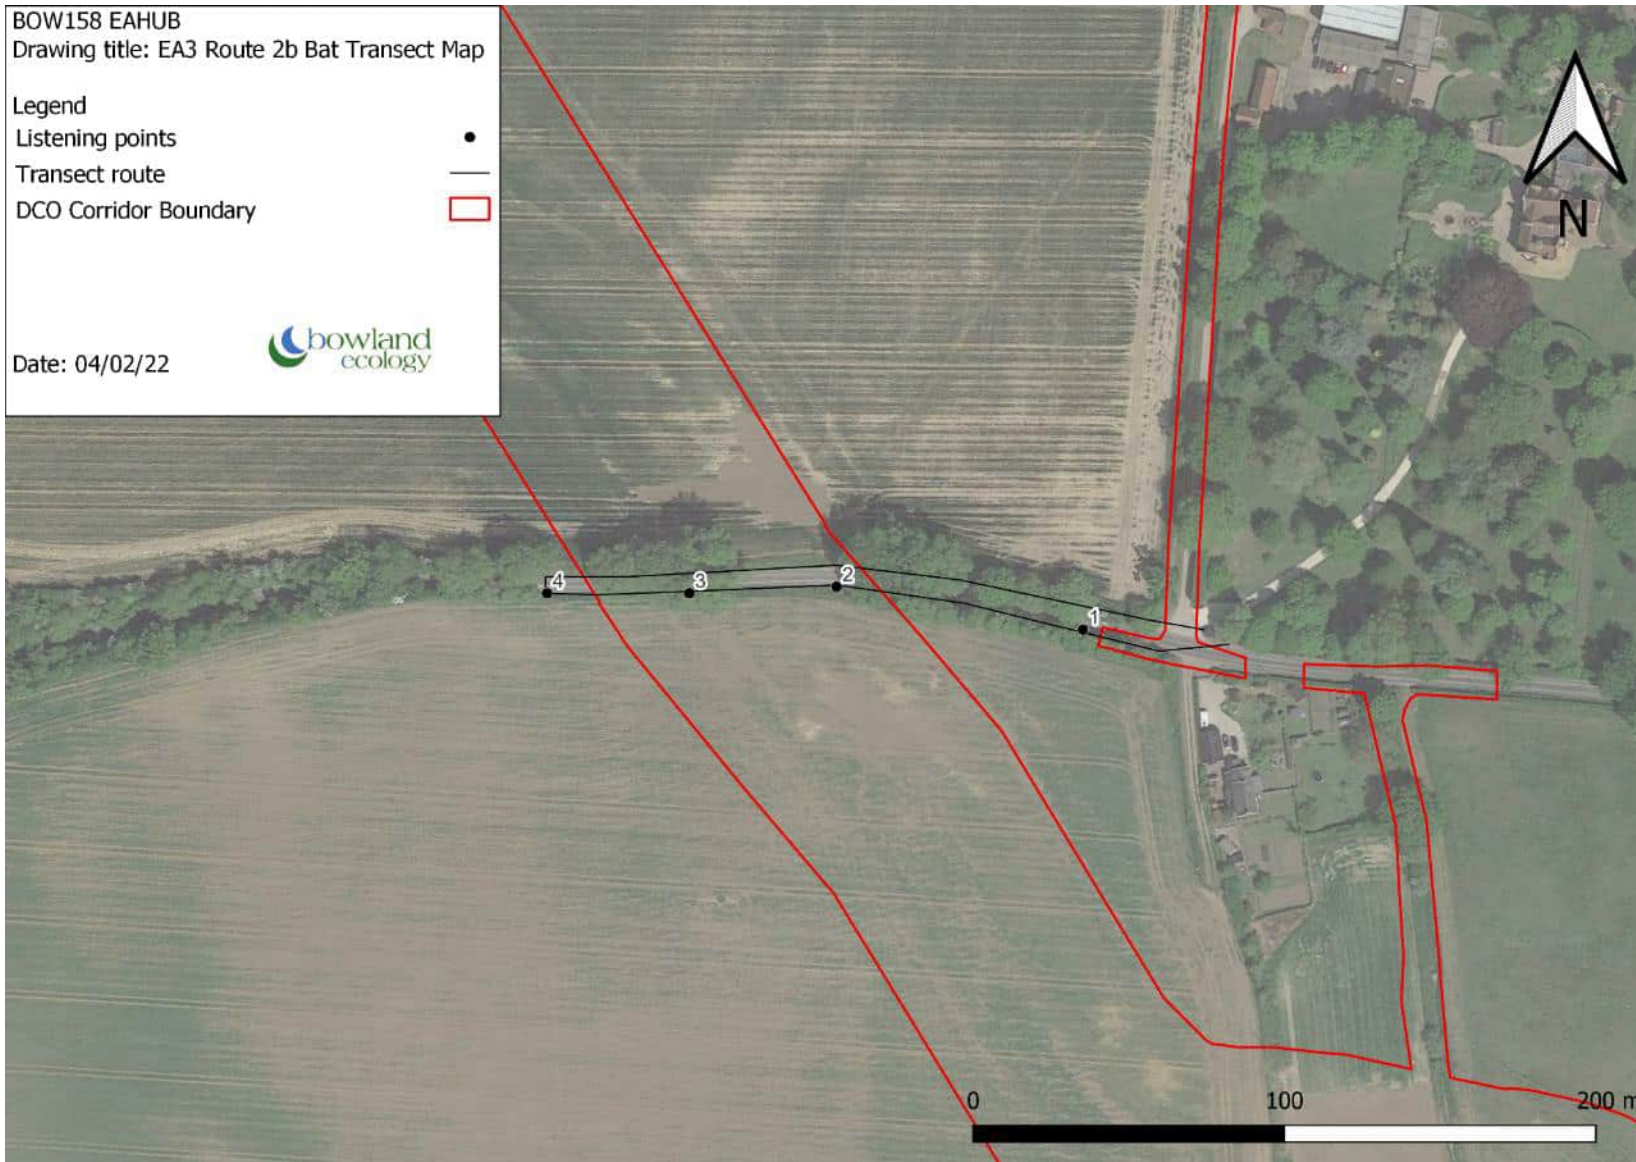 BOW158 EAHUB
Drawing title: EA3 Route 2b Bat Transect Map
Legend
Listening points
Transect route
DCO Corridor Boundary
bowland
ecology
Date: 04/02/22
N
4
3
2
1
0
100
200 m